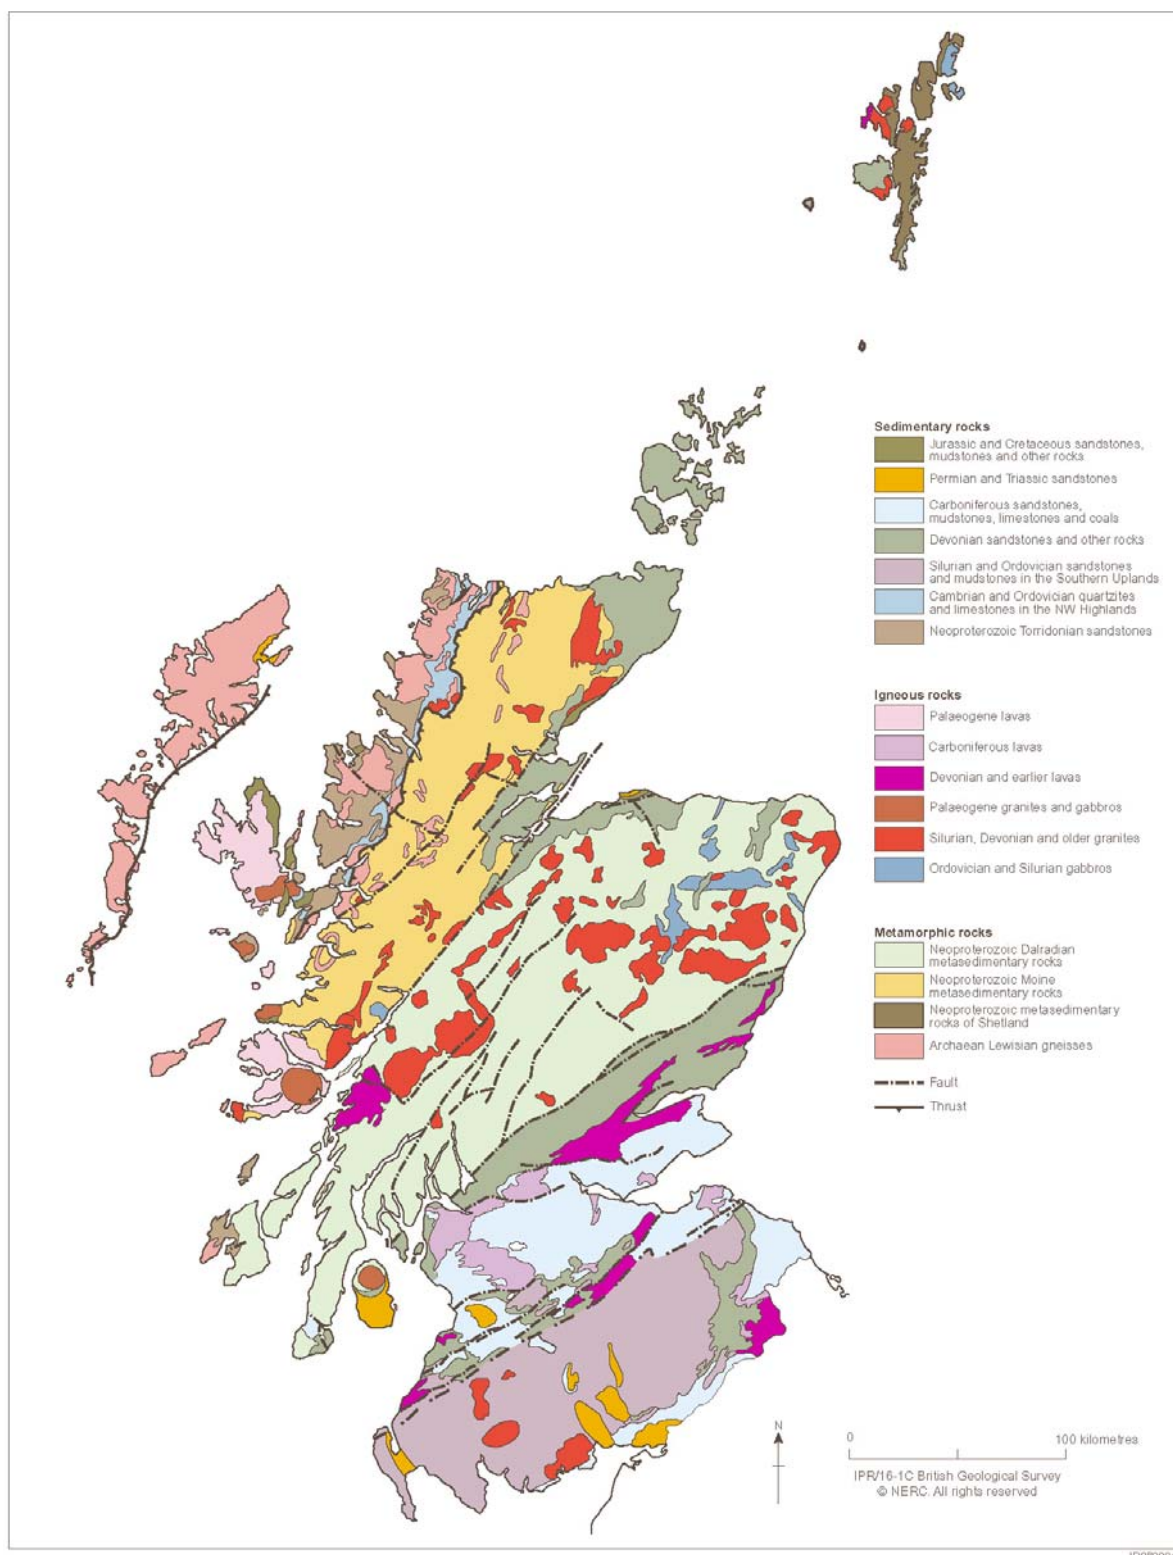 Sedimentary rocks
Jurassic and Cretaceous sandstones,
mudstones and other rocks
Permian and Triassic sandstones
Carboniferous sandstones,
mudstones, limestones and coals
Devonian sandstones and other rocks
Silurian and Ordovician sandstones
and mudstones in the Southern Uplands
Cambrian and Ordovician quartzites
and limestones in the NW Highlands
Neoproterozoic Torridonian sandstones
Igneous rocks
Palaeogene lavas
Carboniferous lavas
Devonian and earlier lavas
Palaeogene granites and gabbros
Silurian, Devonian and older granites
Ordovician and Silurian gabbros
Metamorphic rocks
Neoproterozoic Dalradian
metasedimentary rocks
Neoproterozoic Moine
metasedimentary rocks
Neoproterozoic metasedimentary
rocks of Shetland
Archaean Lewisian gneisses
Fault
Thrust
N
0 100 kilometres
IPR/16-1C British Geological Survey
© NERC. All rights reserved